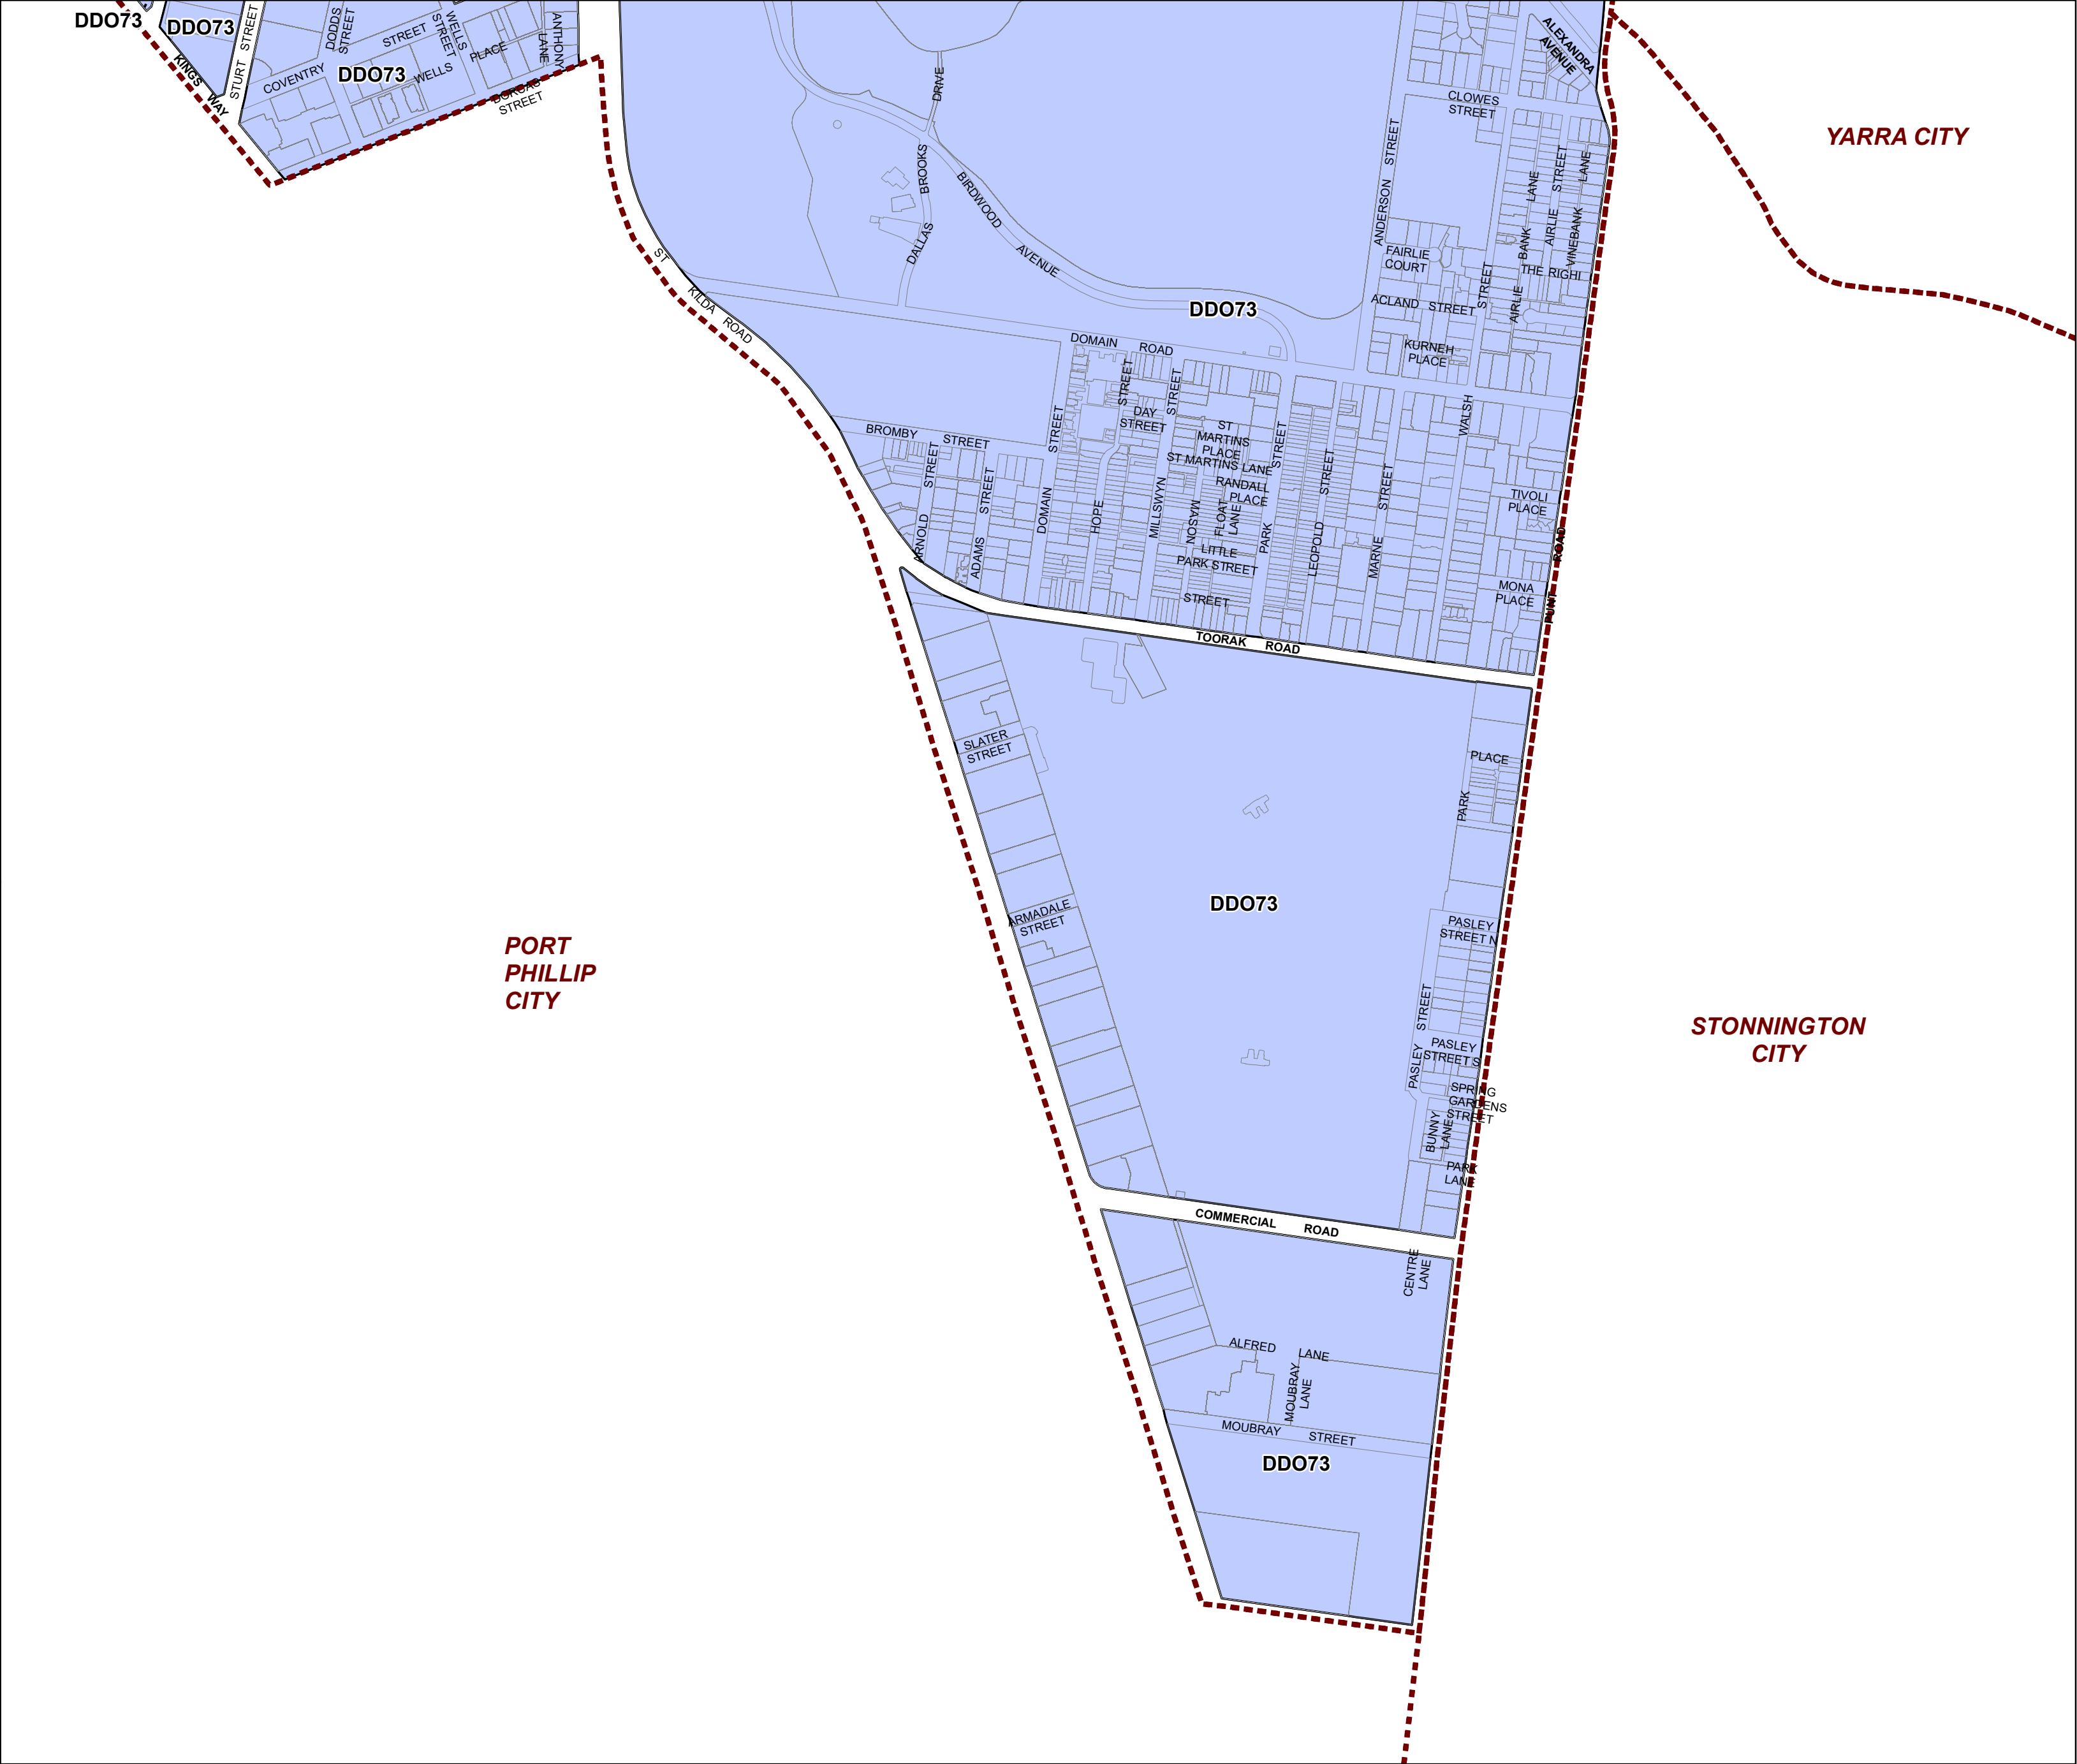 DDO73
DDO73
KINGS
WAY
STURT STREET
DODDS
STREET
COVENTRY
STREET
DDO73
WELLS
STREET
WELLS
PLACE
ANTHONY
LANE
DORCAS
STREET
DRIVE
BROOKS
DALLAS
BIRDWOOD
AVENUE
ST
KILDA
ROAD
ANDERSON STREET
ALEXANDRA
AVENUE
CLOWES
STREET
YARRA CITY
BANK LANE
AIRLIE STREET
VINEBANK LANE
FAIRLIE
COURT
THE RIGHI
ACLAND STREET
STREET
AIRLIE
KURNEH
PLACE
DDO73
DOMAIN ROAD
WALSH
BROMBY STREET
ARNOLD STREET
ADAMS STREET
DOMAIN STREET
HOPE STREET
DAY
STREET
MILLSWYN STREET
ST
MARTINS
PLACE
ST MARTINS LANE
RANDALL
PLACE
MASON
FLOAT
LANE
PARK STREET
LITTLE
PARK STREET
STREET
LEOPOLD STREET
MARNE STREET
TIVOLI
PLACE
MONA
PLACE
PUNT ROAD
TOORAK ROAD
SLATER
STREET
PLACE
PARK
ARMADALE
STREET
DDO73
PASLEY
STREET N
PASLEY STREET
PASLEY
STREET S
SPRING
GARDENS
STREET
BUNNY
LANE
PARK
LANE
PORT
PHILLIP
CITY
STONNINGTON
CITY
COMMERCIAL ROAD
CENTRE
LANE
ALFRED LANE
MOUBRAY
LANE
MOUBRAY STREET
DDO73